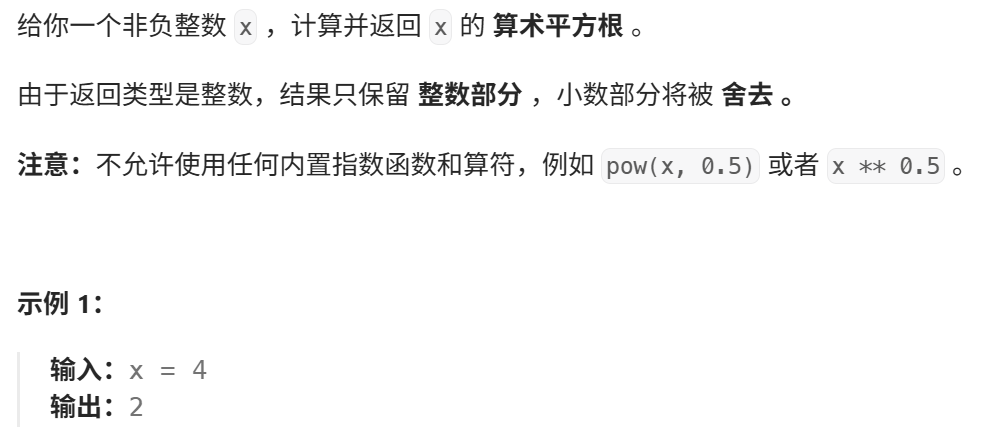 给你一个非负整数 x ，计算并返回 x 的 算术平方根 。
由于返回类型是整数，结果只保留 整数部分 ，小数部分将被 舍去 。
注意：不允许使用任何内置指数函数和算符，例如 pow(x, 0.5) 或者 x ** 0.5 。
示例 1：
输入：x = 4
输出：2